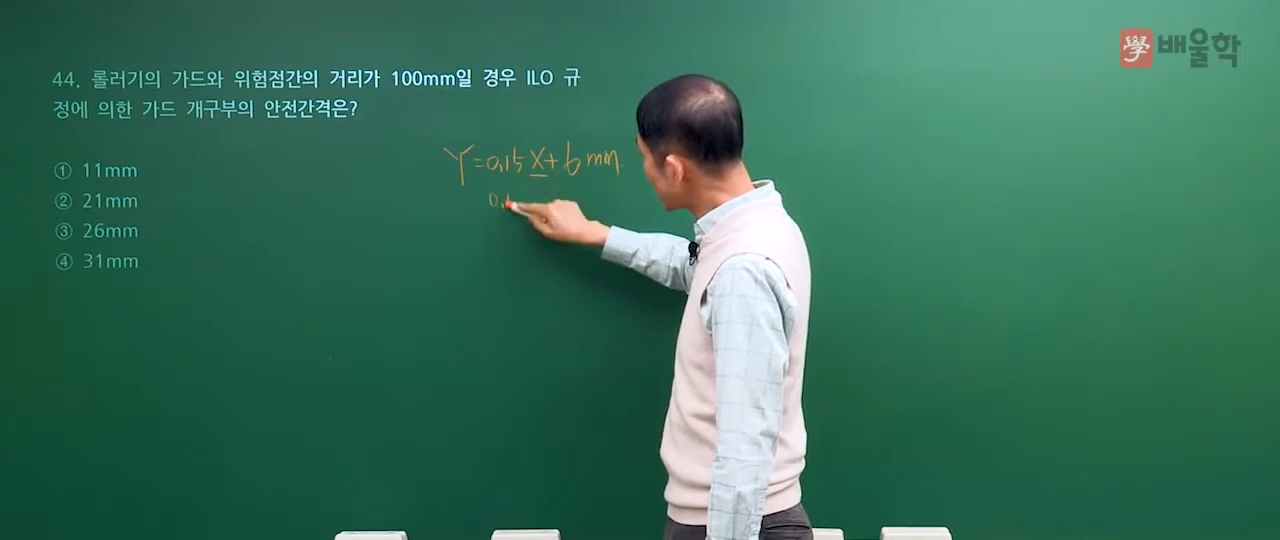 學 배울학
44. 롤러기의 가드와 위험점간의 거리가 100mm일 경우 ILO 규
정에 의한 가드 개구부의 안전간격은?
Y=0.15X+6mm
① 11mm
② 21mm
0.
③ 26mm
④ 31mm